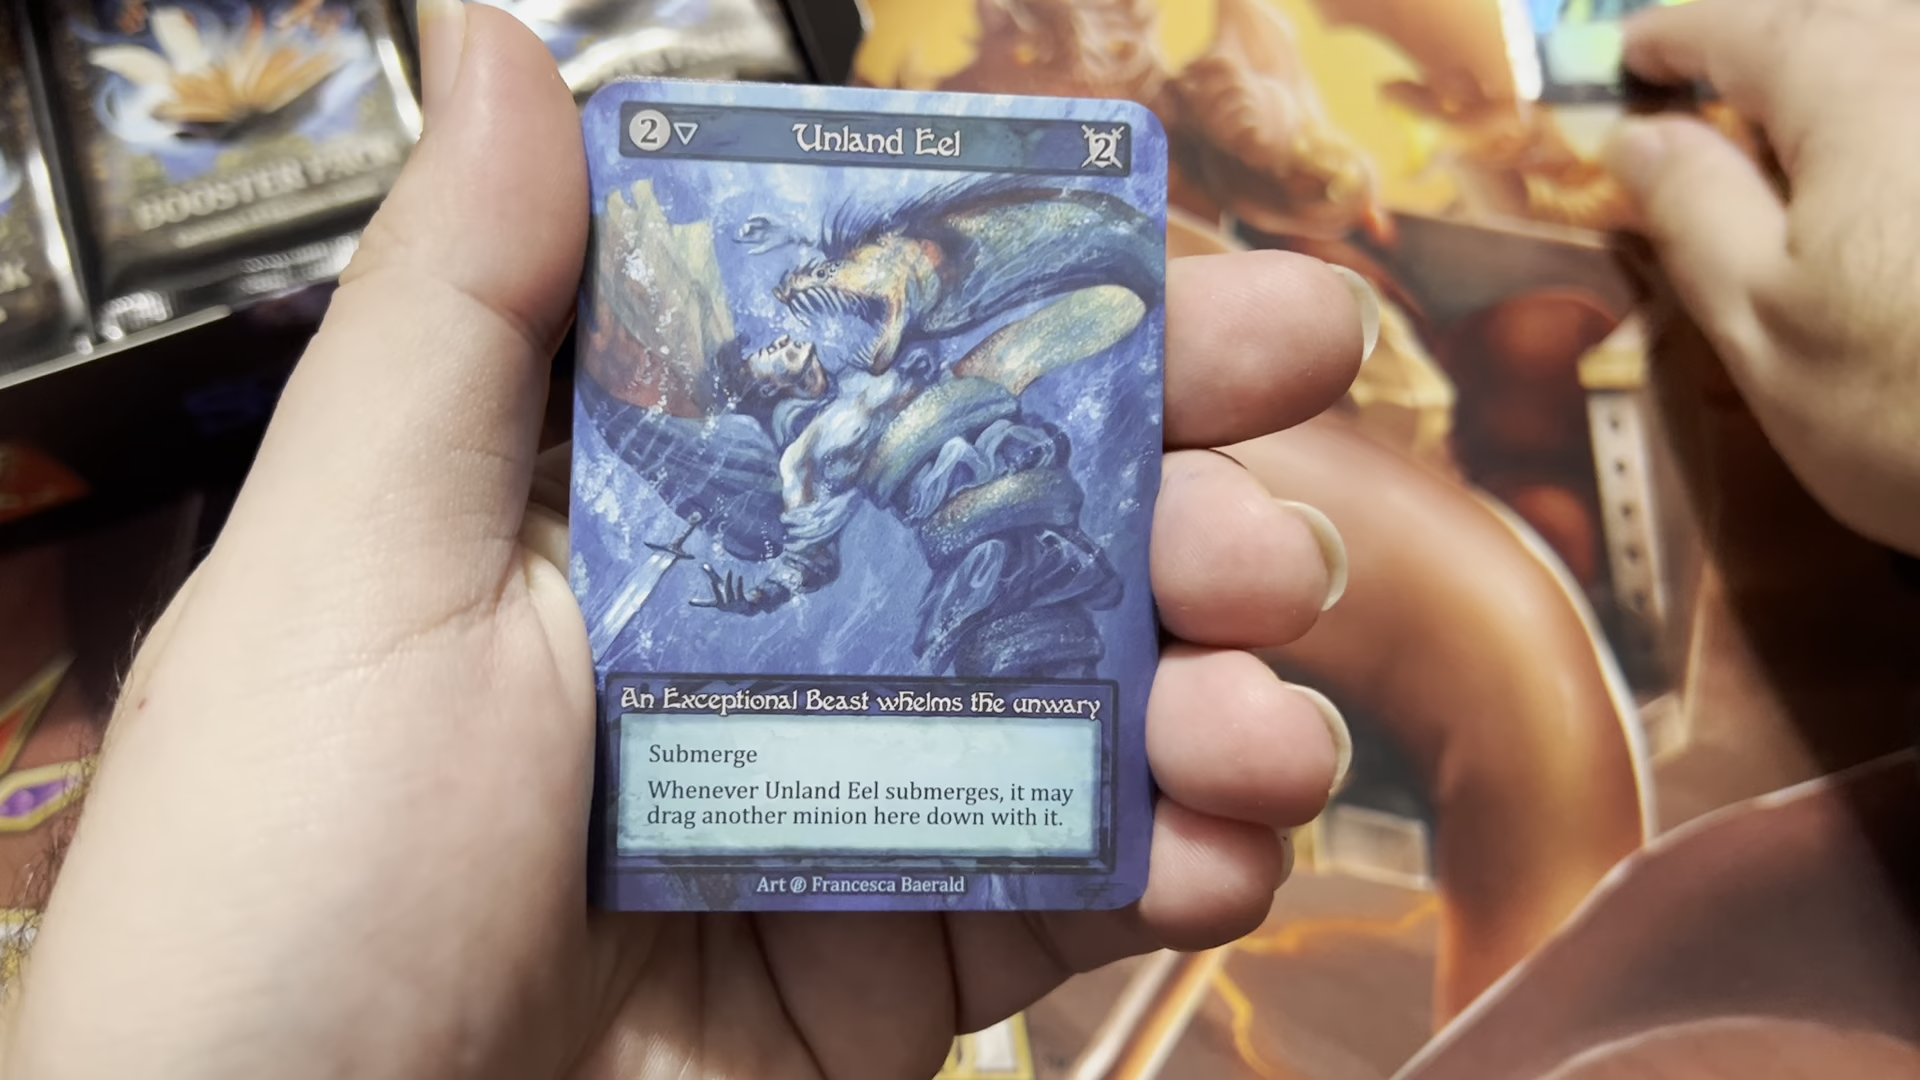 BOOSTER PACK
2
Unland Eel
2
An Exceptional Beast whelms the unwary
Submerge
Whenever Unland Eel submerges, it may
drag another minion here down with it.
Art Francesca Baerald